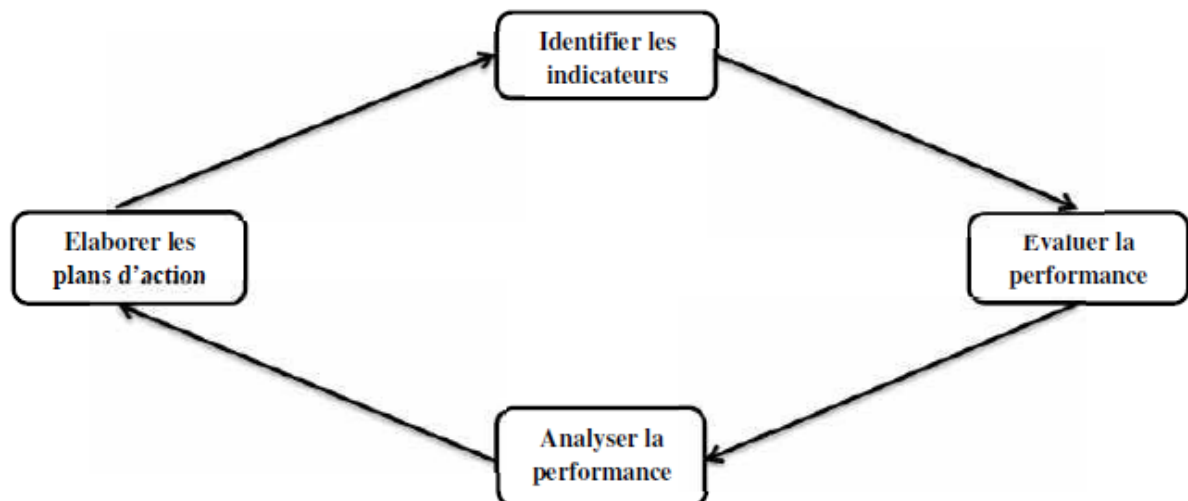 Identifier les
indicateurs
Elaborer les
plans d'action
Evaluer la
performance
Analyser la
performance